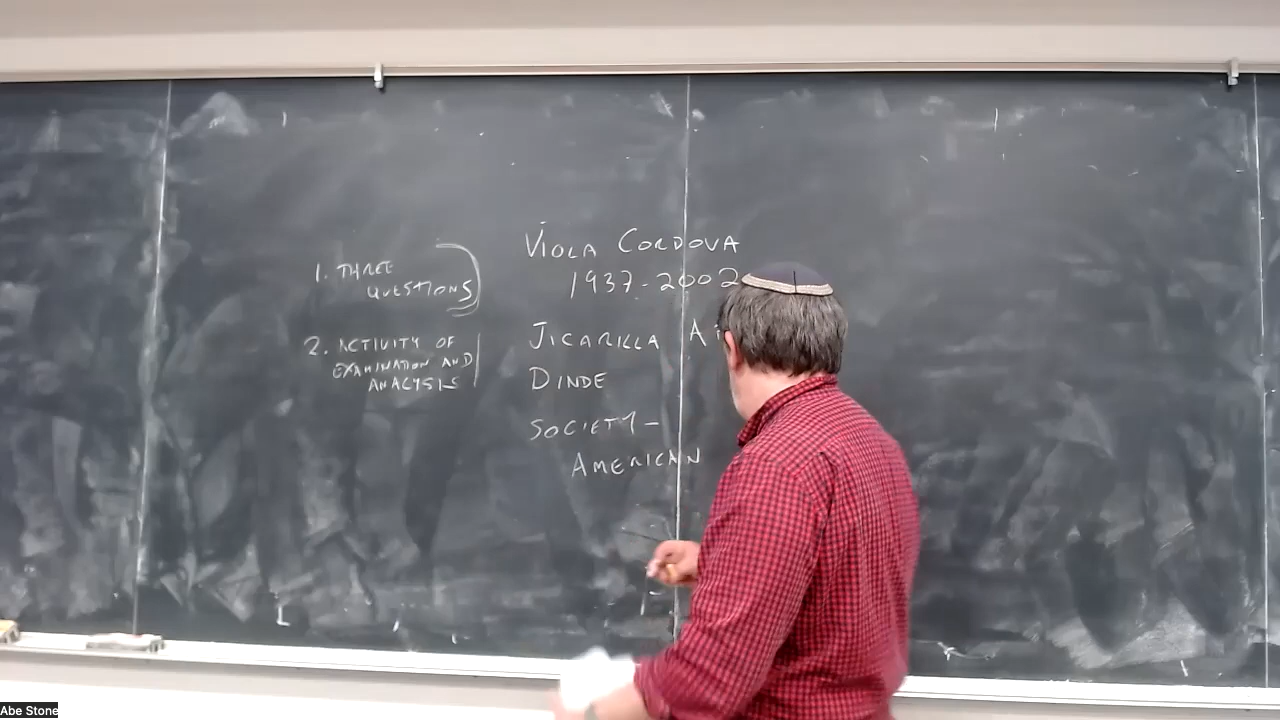 1. THREE
QUESTIONS
2. ACTIVITY OF
EXAMINATION AND
ANALYSIS
VIOLA CORDOVA
1937-2002
JICARILLA
DINDE
SOCIETY-
AMERICAN
Abe Stone